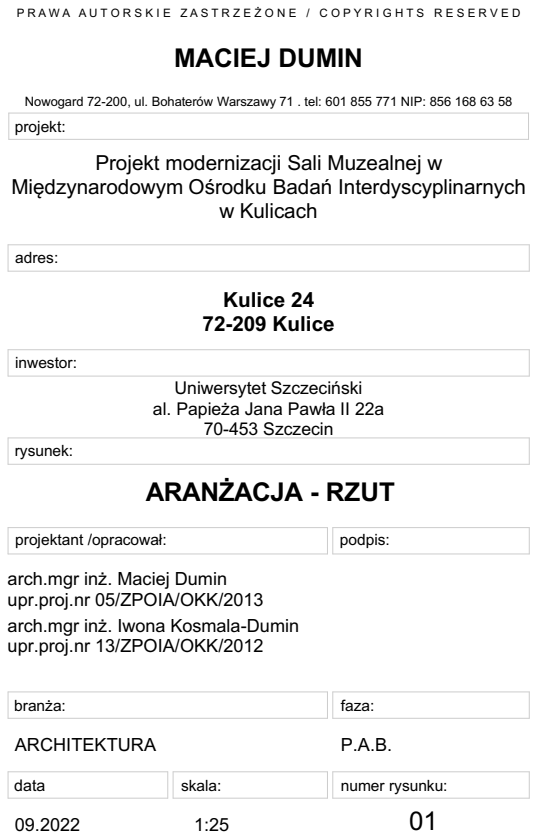 PRAWA AUTORSKIE ZASTRZEŻONE / COPYRIGHTS RESERVED
MACIEJ DUMIN
Nowogard 72-200, ul. Bohaterów Warszawy 71 . tel: 601 855 771 NIP: 856 168 63 58
projekt:
Projekt modernizacji Sali Muzealnej w
Międzynarodowym Ośrodku Badań Interdyscyplinarnych
w Kulicach
adres:
Kulice 24
72-209 Kulice
inwestor:
Uniwersytet Szczeciński
al. Papieża Jana Pawła II 22a
70-453 Szczecin
rysunek:
ARANŻACJA - RZUT
projektant /opracował: podpis:
arch.mgr inż. Maciej Dumin
upr.proj.nr 05/ZPOIA/OKK/2013
arch.mgr inż. Iwona Kosmala-Dumin
upr.proj.nr 13/ZPOIA/OKK/2012
branża: faza:
ARCHITEKTURA P.A.B.
data skala: numer rysunku:
09.2022 1:25 01